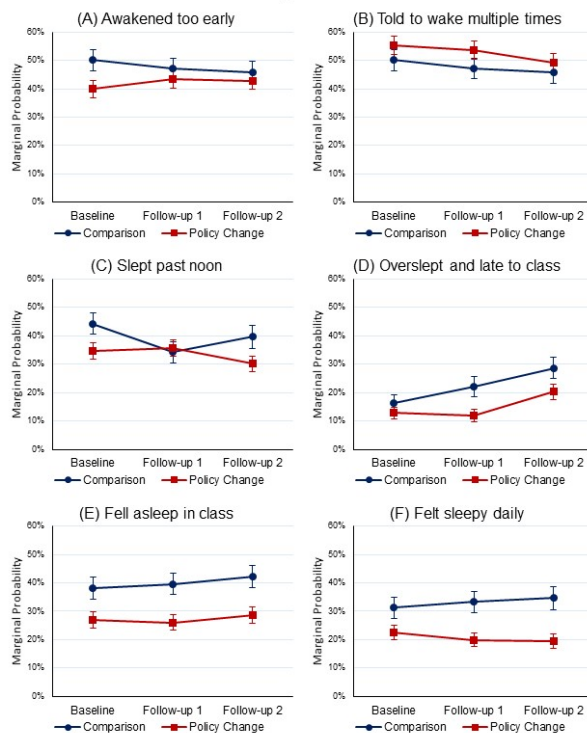 (A) Awakened too early
60%
50%
40%
30%
20%
10%
0%
Marginal Probability
Baseline Follow-up 1 Follow-up 2
Comparison Policy Change
(B) Told to wake multiple times
60%
50%
40%
30%
20%
10%
0%
Marginal Probability
Baseline Follow-up 1 Follow-up 2
Comparison Policy Change
(C) Slept past noon
60%
50%
40%
30%
20%
10%
0%
Marginal Probability
Baseline Follow-up 1 Follow-up 2
Comparison Policy Change
(D) Overslept and late to class
60%
50%
40%
30%
20%
10%
0%
Marginal Probability
Baseline Follow-up 1 Follow-up 2
Comparison Policy Change
(E) Fell asleep in class
60%
50%
40%
30%
20%
10%
0%
Marginal Probability
Baseline Follow-up 1 Follow-up 2
Comparison Policy Change
(F) Felt sleepy daily
60%
50%
40%
30%
20%
10%
0%
Marginal Probability
Baseline Follow-up 1 Follow-up 2
Comparison Policy Change